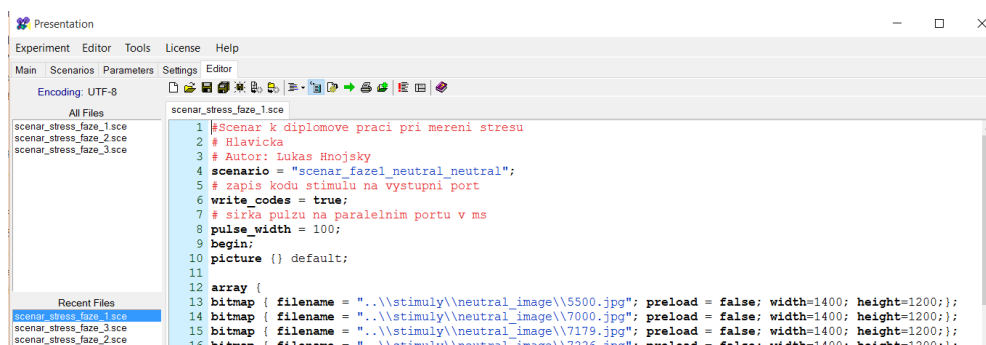 Presentation
Experiment Editor Tools License Help
Main Scenarios Parameters Settings Editor
Encoding: UTF-8
All Files
scenar_stress_faze_1.sce
scenar_stress_faze_2.sce
scenar_stress_faze_3.sce
Recent Files
scenar_stress_faze_1.sce
scenar_stress_faze_3.sce
scenar_stress_faze_2.sce
scenar_stress_faze_1.sce
1 #Scenar k diplomove praci pri mereni stresu
2 # Hlavicka
3 # Autor: Lukas Hnojsky
4 scenario = "scenar_faze1_neutral_neutral";
5 # zapis kodu stimulu na vystupni port
6 write_codes = true;
7 # sirka pulzu na paralelnim portu v ms
8 pulse_width = 100;
9 begin;
10 picture {} default;
11
12 array {
13 bitmap { filename = "..\\stimuly\\neutral_image\\5500.jpg"; preload = false; width=1400; height=1200;};
14 bitmap { filename = "..\\stimuly\\neutral_image\\7000.jpg"; preload = false; width=1400; height=1200;};
15 bitmap { filename = "..\\stimuly\\neutral_image\\7179.jpg"; preload = false; width=1400; height=1200;};